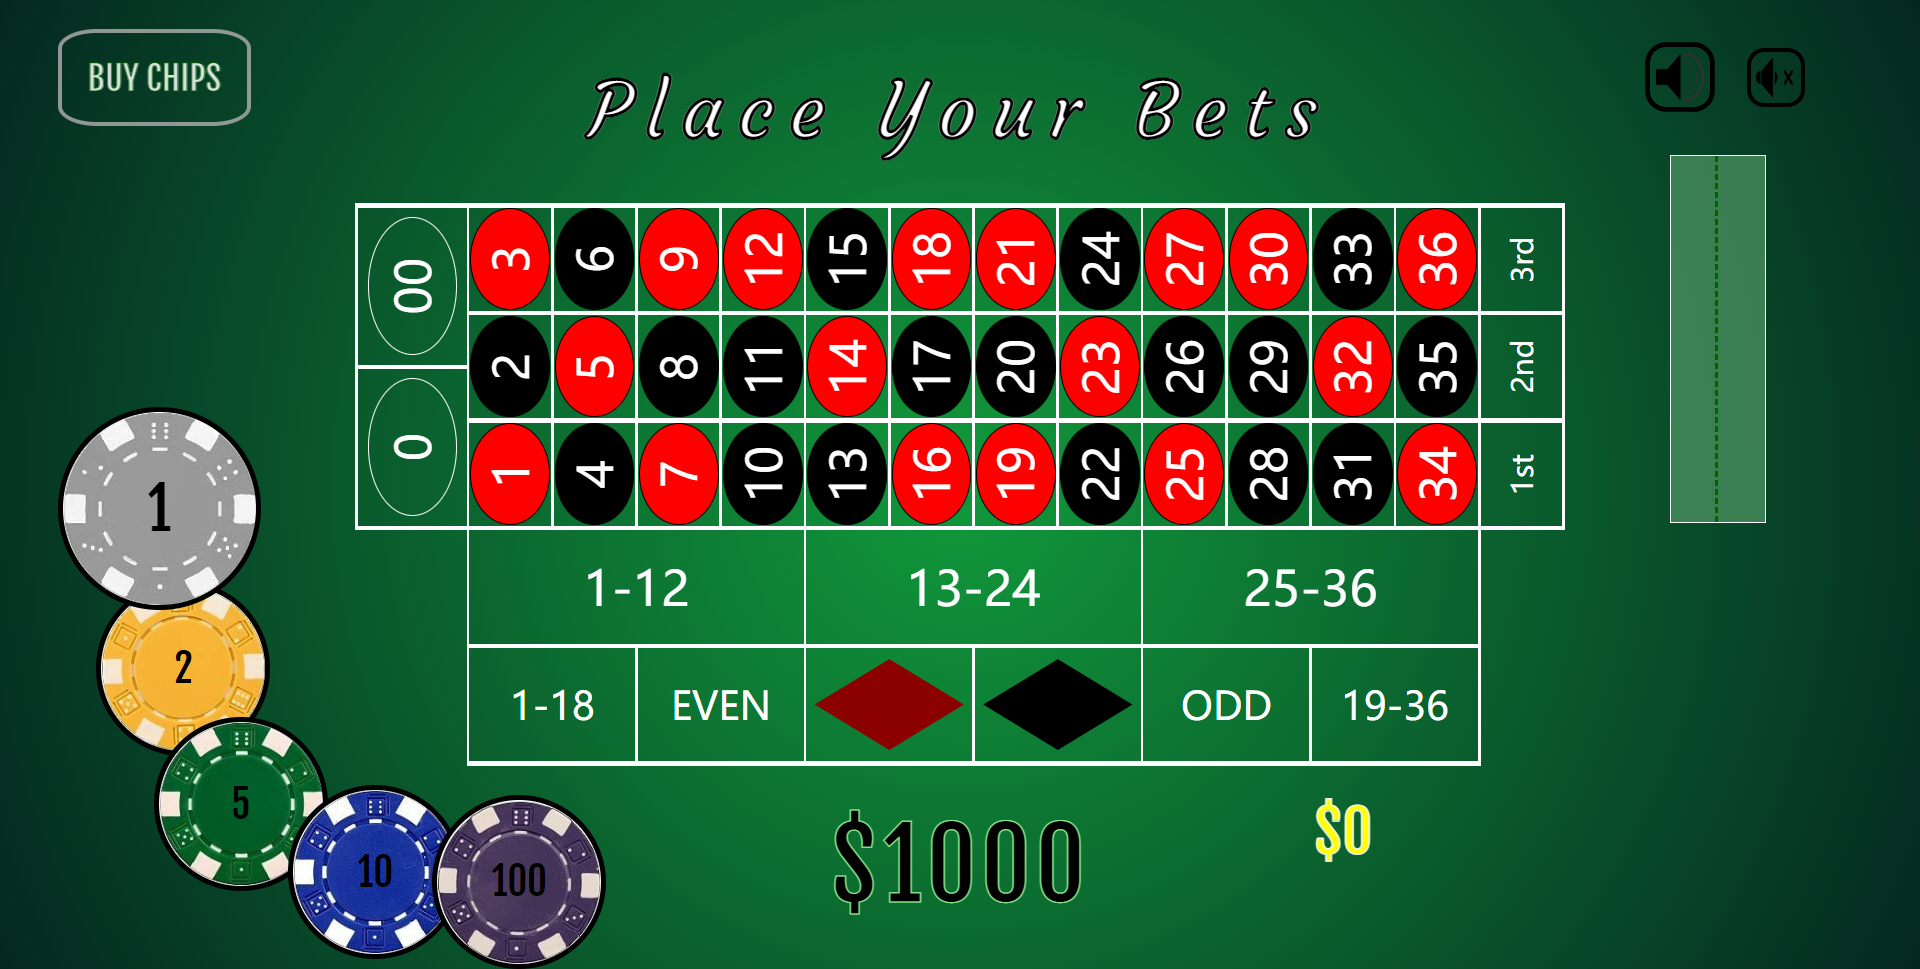 BUY CHIPS
Place Your Bets
x
00
3 6 9 12 15 18 21 24 27 30 33 36 3rd
2 5 8 11 14 17 20 23 26 29 32 35 2nd
0
1 4 7 10 13 16 19 22 25 28 31 34 1st
1-12 13-24 25-36
1-18 EVEN ODD 19-36
1
2
5
10
100
$1000
$0